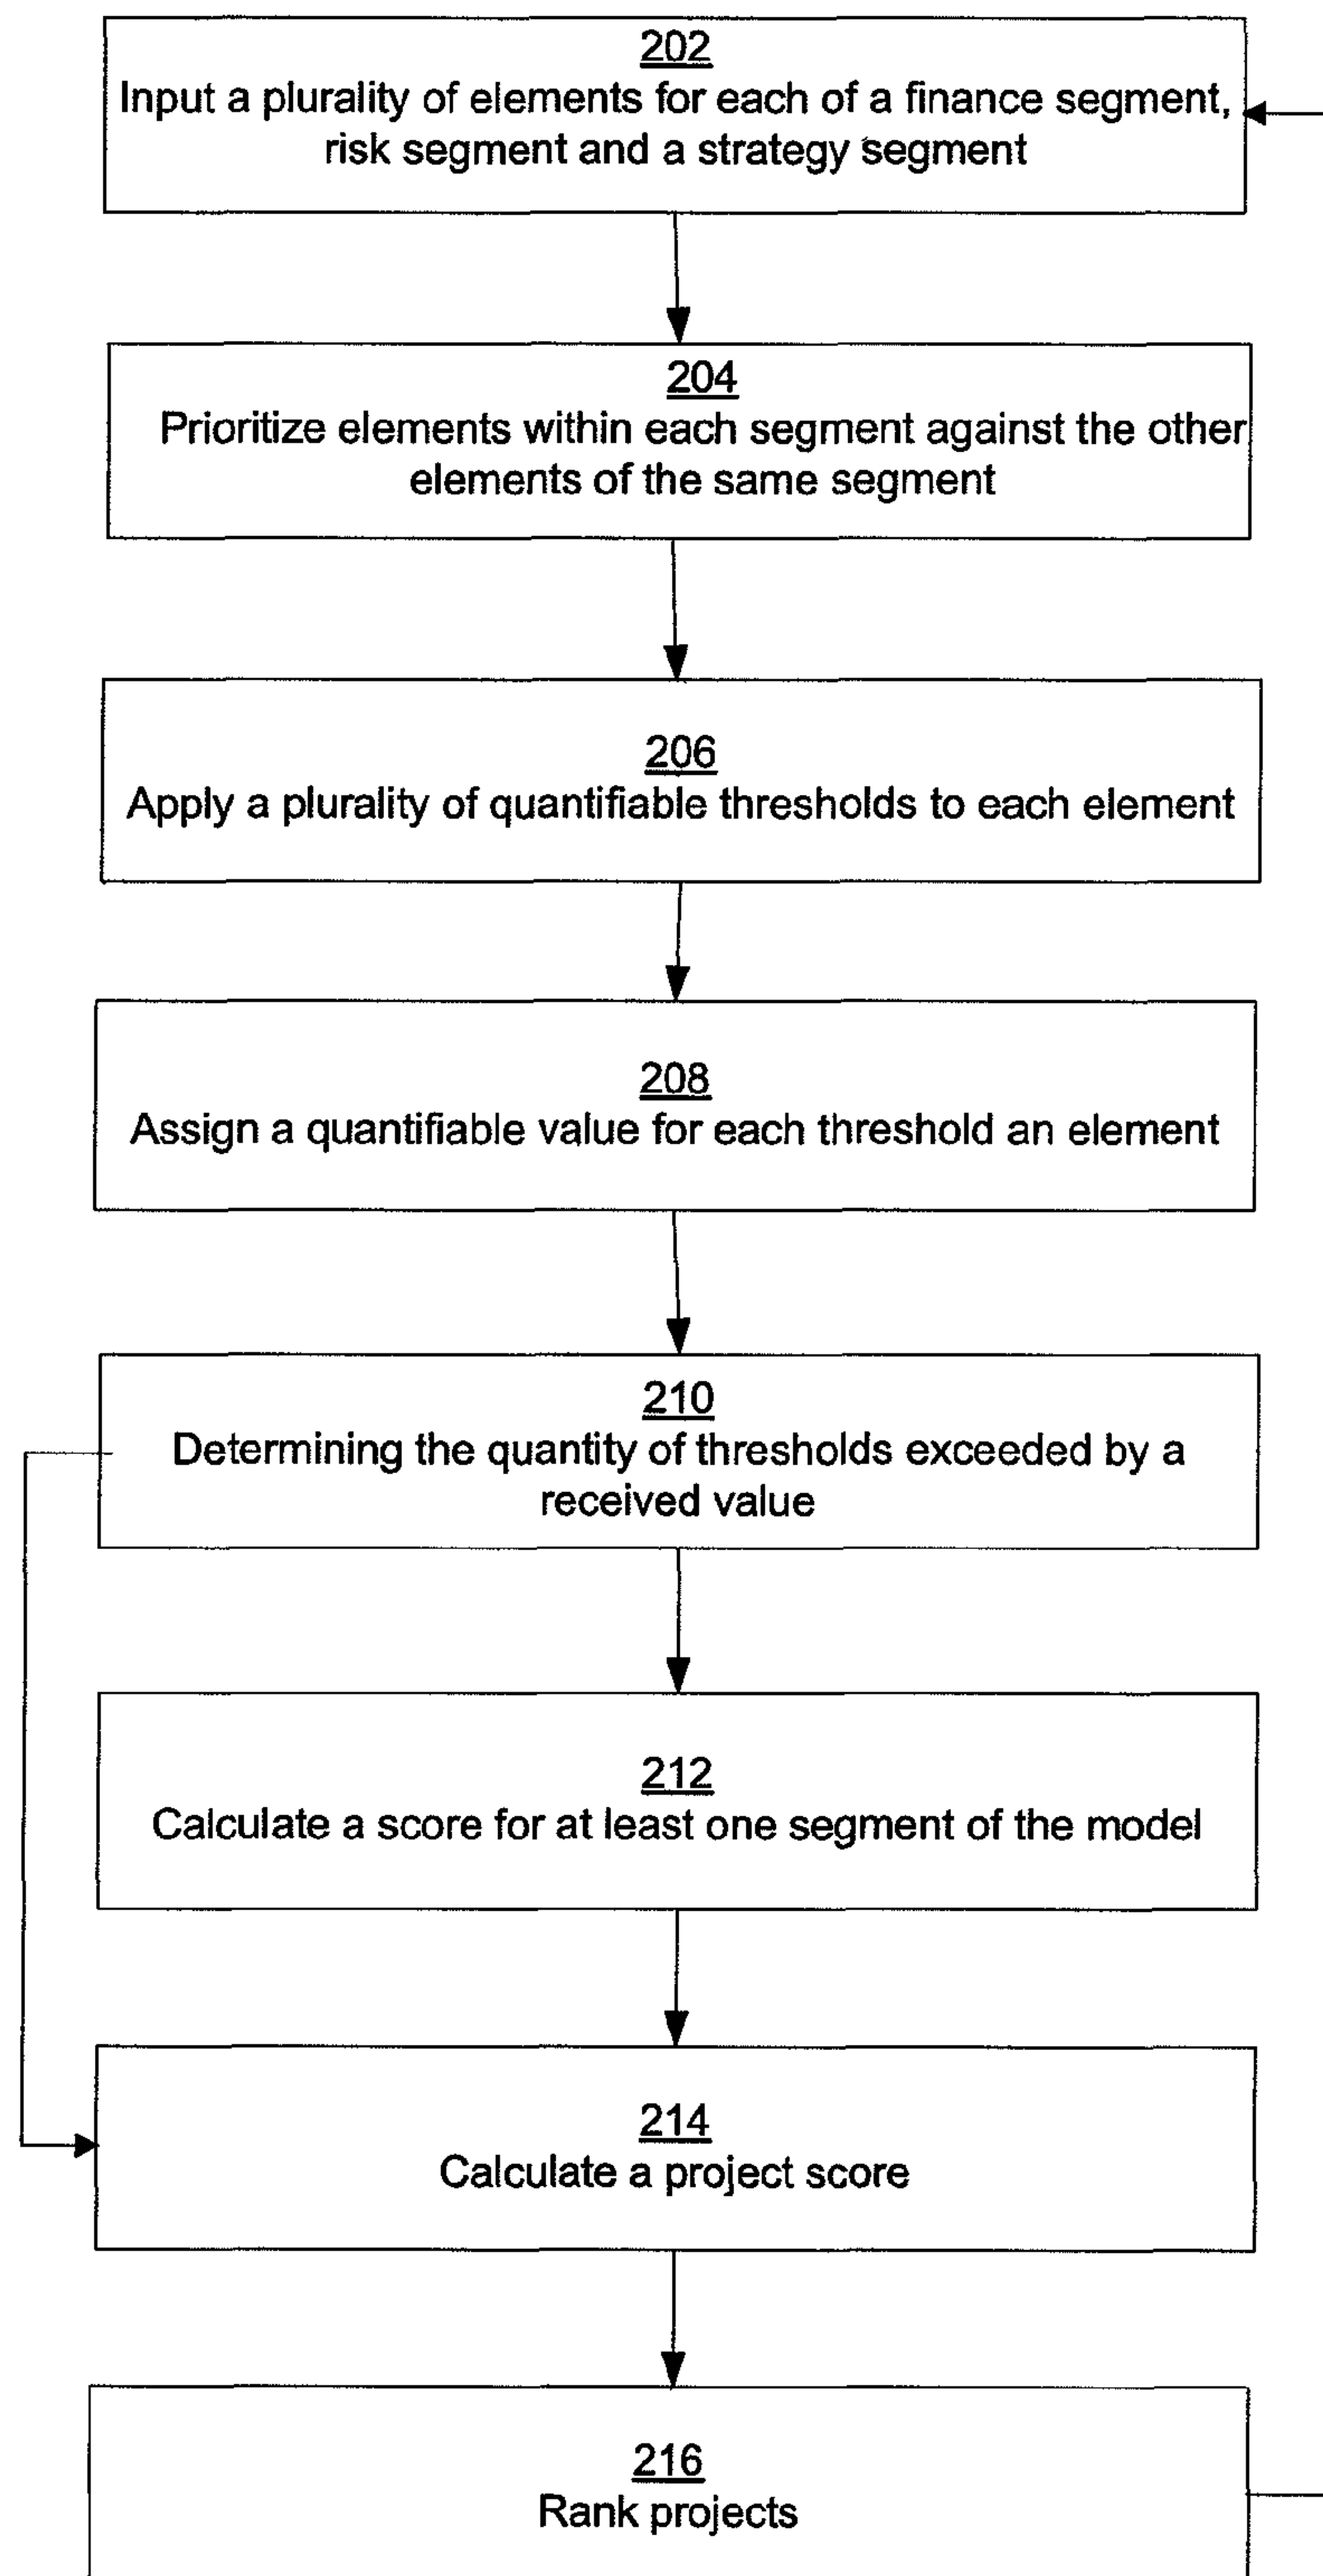 202
Input a plurality of elements for each of a finance segment,
risk segment and a strategy segment
204
Prioritize elements within each segment against the other
elements of the same segment
206
Apply a plurality of quantifiable thresholds to each element
208
Assign a quantifiable value for each threshold an element
210
Determining the quantity of thresholds exceeded by a
received value
212
Calculate a score for at least one segment of the model
214
Calculate a project score
216
Rank projects